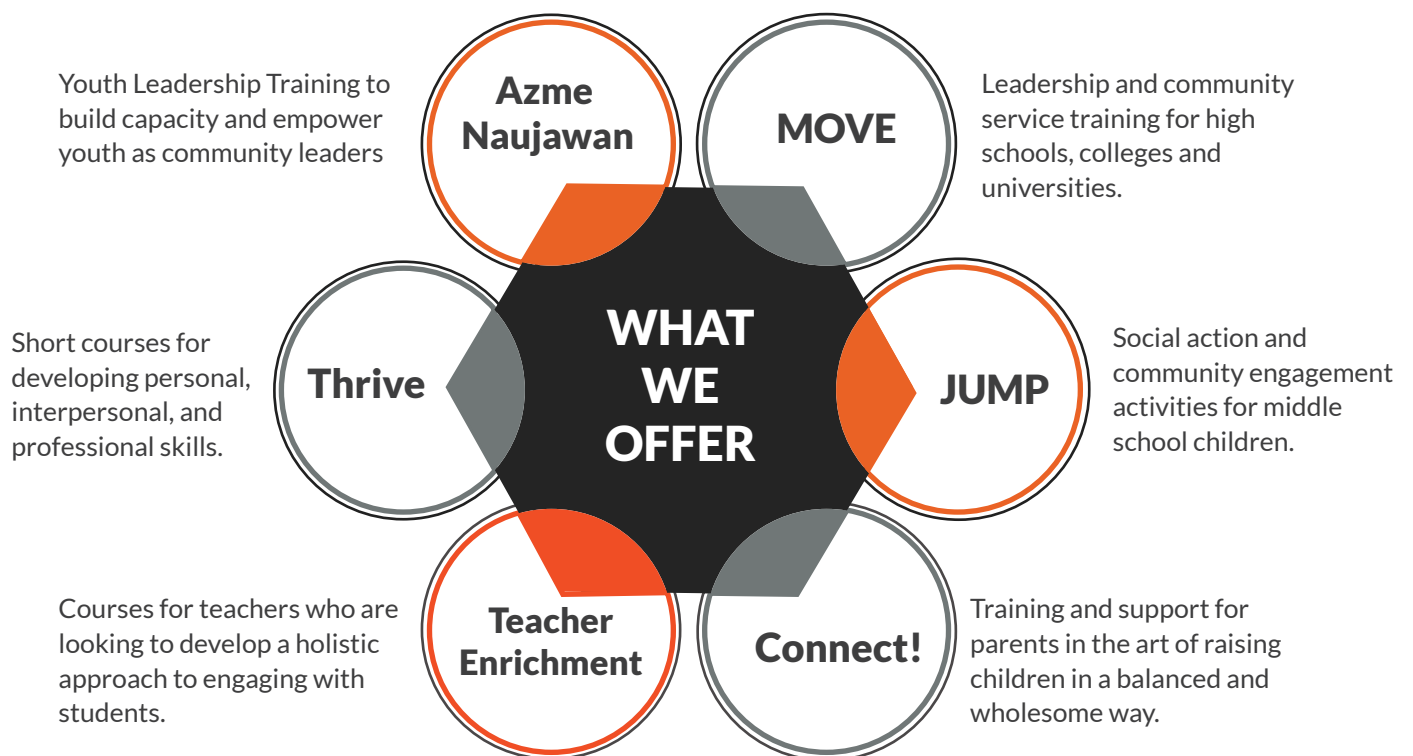 WHAT
WE
OFFER
Azme
Naujawan
Youth Leadership Training to
build capacity and empower
youth as community leaders
MOVE
Leadership and community
service training for high
schools, colleges and
universities.
Thrive
Short courses for
developing personal,
interpersonal, and
professional skills.
JUMP
Social action and
community engagement
activities for middle
school children.
Teacher
Enrichment
Courses for teachers who are
looking to develop a holistic
approach to engaging with
students.
Connect!
Training and support for
parents in the art of raising
children in a balanced and
wholesome way.